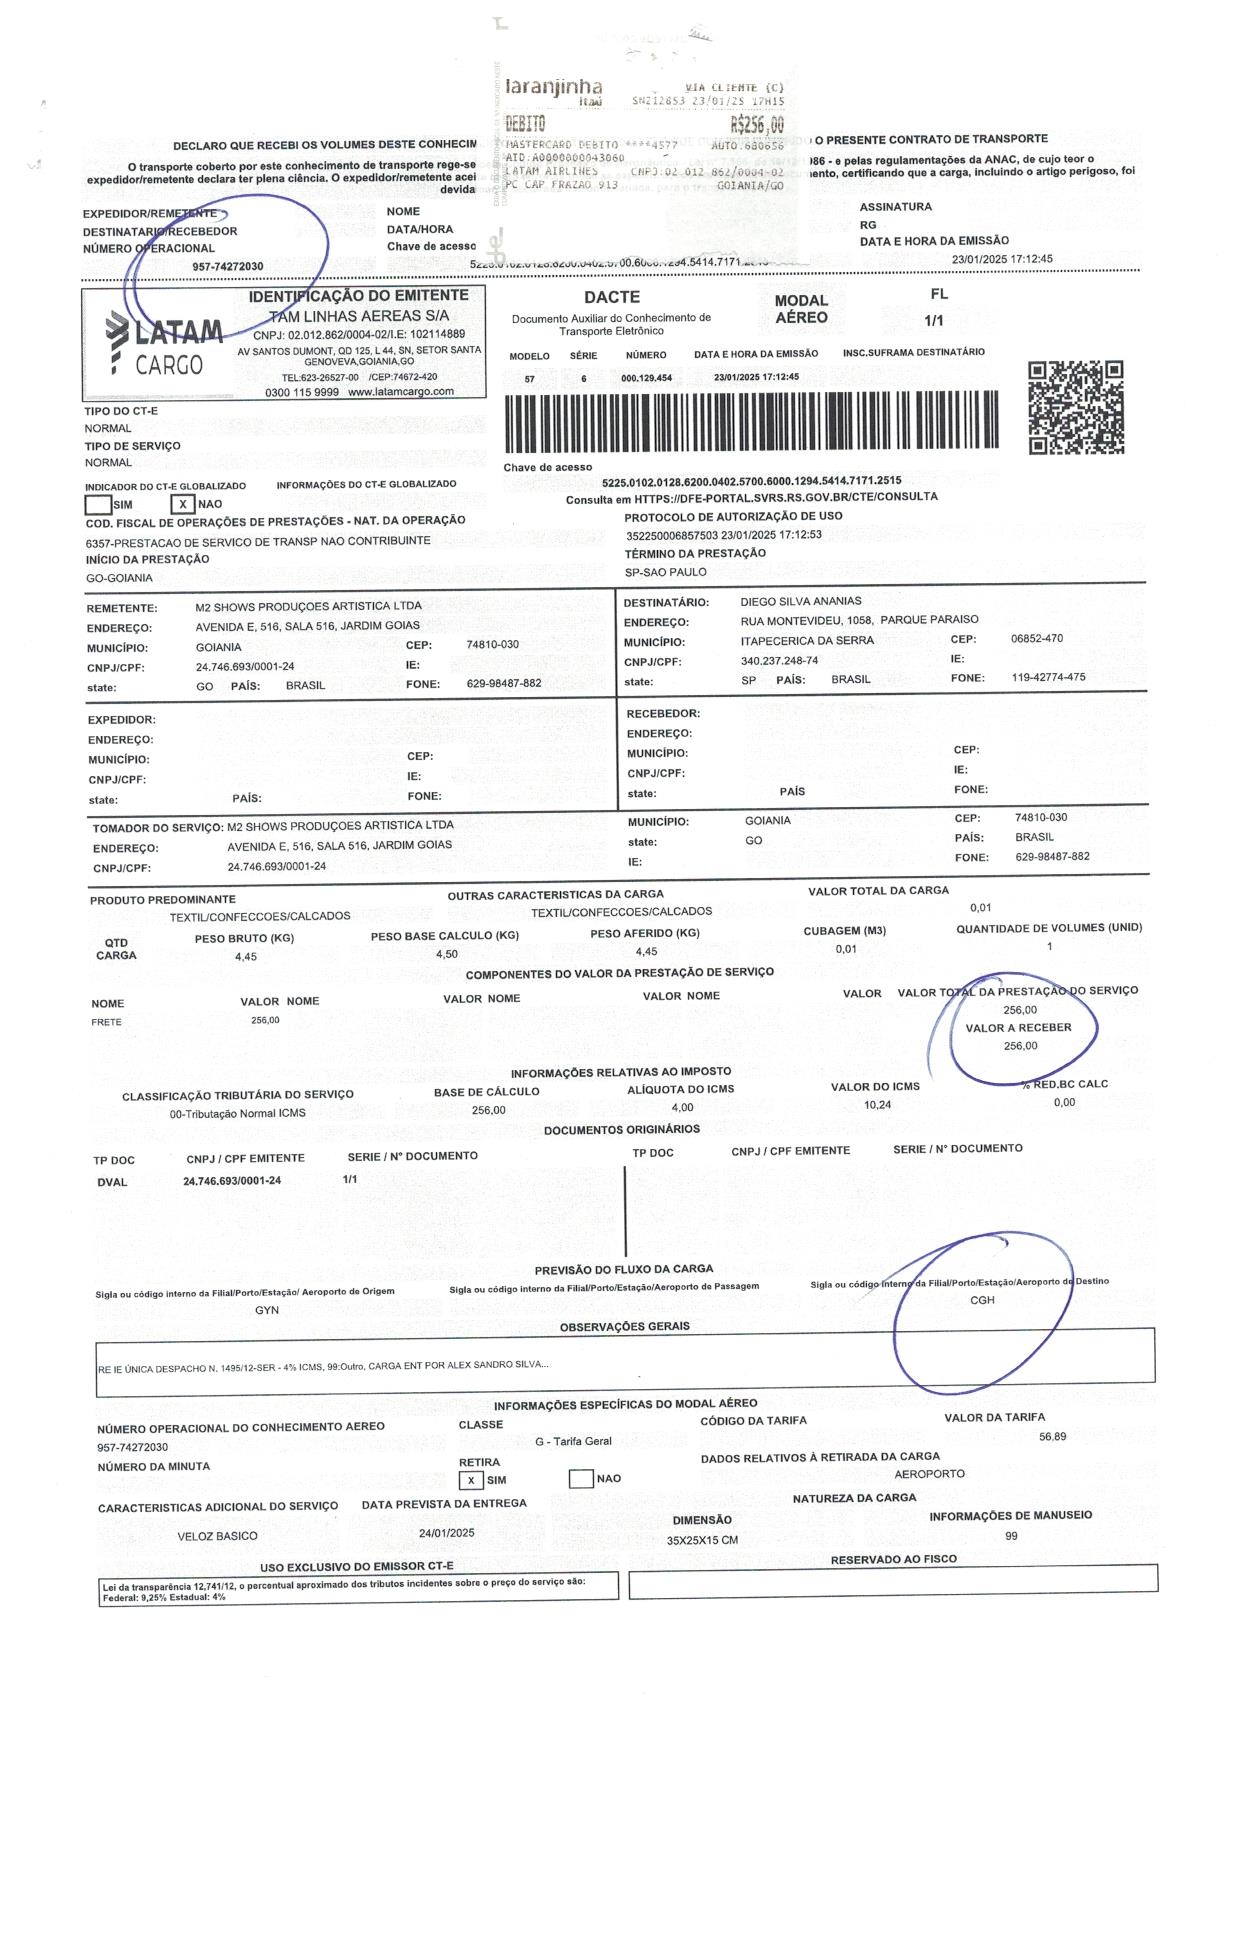 laranjinha
Itaú
VIA CLIENTE (C)
SNZ12853 23/01/25 17H15
DEBITO R$256,00
MASTERCARD DEBITO ****4577 AUTO.680656
AID:A0000000043060
LATAM AIRLINES CNPJ:02.012.862/0004-02
PC CAP FRAZAO 913 GOIANIA/GO
DECLARO QUE RECEBI OS VOLUMES DESTE CONHECIM O PRESENTE CONTRATO DE TRANSPORTE
O transporte coberto por este conhecimento de transporte rege-se 986 - e pelas regulamentações da ANAC, de cujo teor o
expedidor/remetente declara ter plena ciência. O expedidor/remetente acei mento, certificando que a carga, incluindo o artigo perigoso, foi
devida
EXPEDIDOR/REMETENTE NOME ASSINATURA
DESTINATARIO/RECEBEDOR DATA/HORA RG
NÚMERO OPERACIONAL Chave de acesso DATA E HORA DA EMISSÃO
957-74272030 23/01/2025 17:12:45
LATAM
CARGO
IDENTIFICAÇÃO DO EMITENTE
TAM LINHAS AEREAS S/A
CNPJ: 02.012.862/0004-02/I.E: 102114889
AV SANTOS DUMONT, QD 125, L 44, SN, SETOR SANTA
GENOVEVA,GOIANIA,GO
TEL:623-26527-00 /CEP:74672-420
0300 115 9999 www.latamcargo.com
DACTE
Documento Auxiliar do Conhecimento de
Transporte Eletrônico
MODAL
AÉREO
FL
1/1
MODELO SÉRIE NÚMERO DATA E HORA DA EMISSÃO INSC.SUFRAMA DESTINATÁRIO
57 6 000.129.454 23/01/2025 17:12:45
TIPO DO CT-E
NORMAL
TIPO DE SERVIÇO
NORMAL
Chave de acesso
5225.0102.0128.6200.0402.5700.6000.1294.5414.7171.2515
Consulta em HTTPS://DFE-PORTAL.SVRS.RS.GOV.BR/CTE/CONSULTA
INDICADOR DO CT-E GLOBALIZADO INFORMAÇÕES DO CT-E GLOBALIZADO
SIM X NAO
COD. FISCAL DE OPERAÇÕES DE PRESTAÇÕES - NAT. DA OPERAÇÃO PROTOCOLO DE AUTORIZAÇÃO DE USO
6357-PRESTACAO DE SERVICO DE TRANSP NAO CONTRIBUINTE 352250006857503 23/01/2025 17:12:53
INÍCIO DA PRESTAÇÃO TÉRMINO DA PRESTAÇÃO
GO-GOIANIA SP-SAO PAULO
REMETENTE: M2 SHOWS PRODUÇOES ARTISTICA LTDA
ENDEREÇO: AVENIDA E, 516, SALA 516, JARDIM GOIAS
MUNICÍPIO: GOIANIA CEP: 74810-030
CNPJ/CPF: 24.746.693/0001-24 IE:
state: GO PAÍS: BRASIL FONE: 629-98487-882
DESTINATÁRIO: DIEGO SILVA ANANIAS
ENDEREÇO: RUA MONTEVIDEU, 1058, PARQUE PARAISO
MUNICÍPIO: ITAPECERICA DA SERRA CEP: 06852-470
CNPJ/CPF: 340.237.248-74 IE:
state: SP PAÍS: BRASIL FONE: 119-42774-475
EXPEDIDOR:
ENDEREÇO:
MUNICÍPIO: CEP:
CNPJ/CPF: IE:
state: PAÍS: FONE:
RECEBEDOR:
ENDEREÇO:
MUNICÍPIO: CEP:
CNPJ/CPF: IE:
state: PAÍS FONE:
TOMADOR DO SERVIÇO: M2 SHOWS PRODUÇOES ARTISTICA LTDA MUNICÍPIO: GOIANIA CEP: 74810-030
ENDEREÇO: AVENIDA E, 516, SALA 516, JARDIM GOIAS state: GO PAÍS: BRASIL
CNPJ/CPF: 24.746.693/0001-24 IE: FONE: 629-98487-882
PRODUTO PREDOMINANTE OUTRAS CARACTERISTICAS DA CARGA VALOR TOTAL DA CARGA
TEXTIL/CONFECCOES/CALCADOS TEXTIL/CONFECCOES/CALCADOS 0,01
QTD CARGA PESO BRUTO (KG) PESO BASE CALCULO (KG) PESO AFERIDO (KG) CUBAGEM (M3) QUANTIDADE DE VOLUMES (UNID)
4,45 4,50 4,45 0,01 1
COMPONENTES DO VALOR DA PRESTAÇÃO DE SERVIÇO
NOME VALOR NOME VALOR NOME VALOR NOME VALOR VALOR TOTAL DA PRESTAÇÃO DO SERVIÇO
FRETE 256,00 256,00
VALOR A RECEBER
256,00
INFORMAÇÕES RELATIVAS AO IMPOSTO
CLASSIFICAÇÃO TRIBUTÁRIA DO SERVIÇO BASE DE CÁLCULO ALÍQUOTA DO ICMS VALOR DO ICMS % RED.BC CALC
00-Tributação Normal ICMS 256,00 4,00 10,24 0,00
DOCUMENTOS ORIGINÁRIOS
TP DOC CNPJ / CPF EMITENTE SERIE / N° DOCUMENTO TP DOC CNPJ / CPF EMITENTE SERIE / N° DOCUMENTO
DVAL 24.746.693/0001-24 1/1
PREVISÃO DO FLUXO DA CARGA
Sigla ou código interno da Filial/Porto/Estação/ Aeroporto de Origem Sigla ou código interno da Filial/Porto/Estação/Aeroporto de Passagem Sigla ou código interno da Filial/Porto/Estação/Aeroporto de Destino
GYN CGH
OBSERVAÇÕES GERAIS
RE IE ÚNICA DESPACHO N. 1495/12-SER - 4% ICMS, 99:Outro, CARGA ENT POR ALEX SANDRO SILVA...
INFORMAÇÕES ESPECÍFICAS DO MODAL AÉREO
NÚMERO OPERACIONAL DO CONHECIMENTO AEREO CLASSE CÓDIGO DA TARIFA VALOR DA TARIFA
957-74272030 G - Tarifa Geral 56,89
NÚMERO DA MINUTA RETIRA DADOS RELATIVOS À RETIRADA DA CARGA
X SIM NAO AEROPORTO
CARACTERISTICAS ADICIONAL DO SERVIÇO DATA PREVISTA DA ENTREGA NATUREZA DA CARGA
VELOZ BASICO 24/01/2025 DIMENSÃO INFORMAÇÕES DE MANUSEIO
35X25X15 CM 99
USO EXCLUSIVO DO EMISSOR CT-E RESERVADO AO FISCO
Lei da transparência 12,741/12, o percentual aproximado dos tributos incidentes sobre o preço do serviço são:
Federal: 9,25% Estadual: 4%